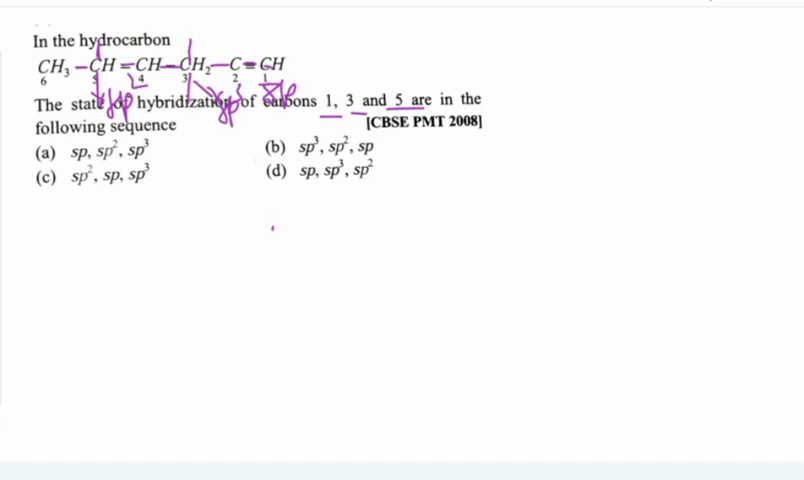 In the hydrocarbon
CH₃ –CH =CH–CH₂–C≡CH
6 5 4 3 2 1
The state of hybridization of carbons 1, 3 and 5 are in the
following sequence [CBSE PMT 2008]
(a) sp, sp², sp³ (b) sp³, sp², sp
(c) sp², sp, sp³ (d) sp, sp³, sp²